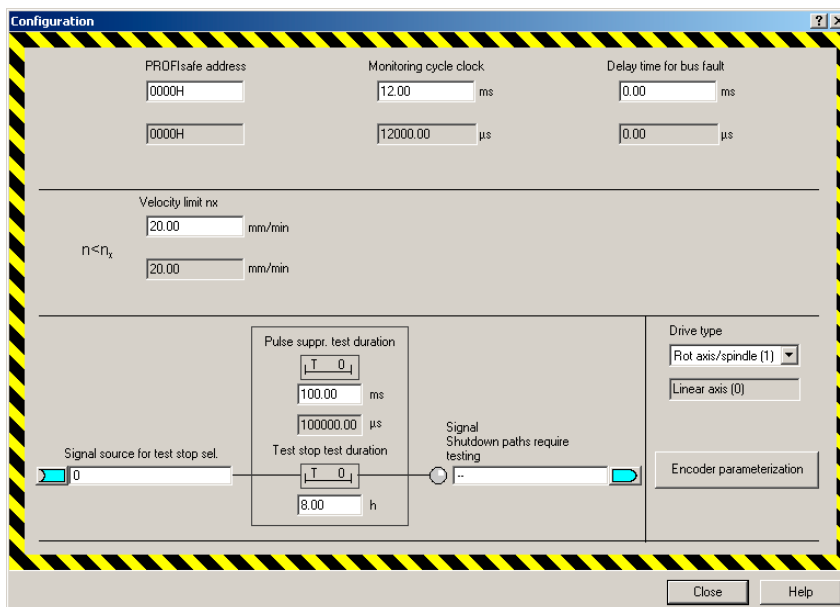 Configuration
PROFIsafe address
Monitoring cycle clock
Delay time for bus fault
0000H
12.00 ms
0.00 ms
0000H
12000.00 µs
0.00 µs
Velocity limit nx
20.00 mm/min
n<nx
20.00 mm/min
Pulse suppr. test duration
T 0
100.00 ms
100000.00 µs
Drive type
Rot axis/spindle (1)
Linear axis (0)
Signal
Shutdown paths require
testing
Signal source for test stop sel.
Test stop test duration
0
T 0
--
8.00 h
Encoder parameterization
Close
Help